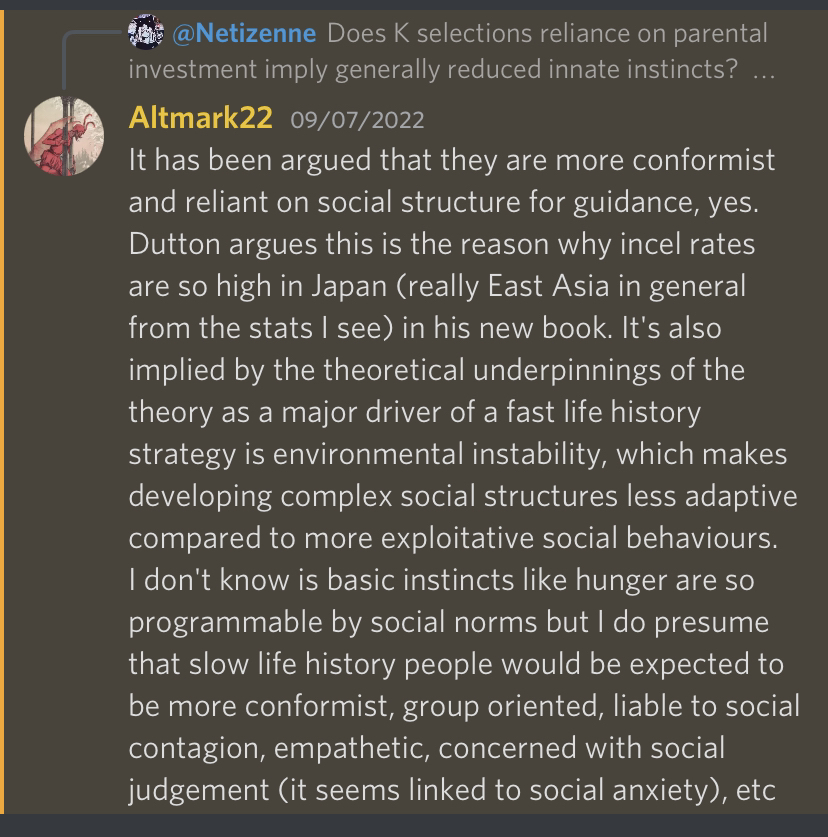 @Netizenne Does K selections reliance on parental
investment imply generally reduced innate instincts? ...
Altmark22 09/07/2022
It has been argued that they are more conformist
and reliant on social structure for guidance, yes.
Dutton argues this is the reason why incel rates
are so high in Japan (really East Asia in general
from the stats I see) in his new book. It's also
implied by the theoretical underpinnings of the
theory as a major driver of a fast life history
strategy is environmental instability, which makes
developing complex social structures less adaptive
compared to more exploitative social behaviours.
I don't know is basic instincts like hunger are so
programmable by social norms but I do presume
that slow life history people would be expected to
be more conformist, group oriented, liable to social
contagion, empathetic, concerned with social
judgement (it seems linked to social anxiety), etc